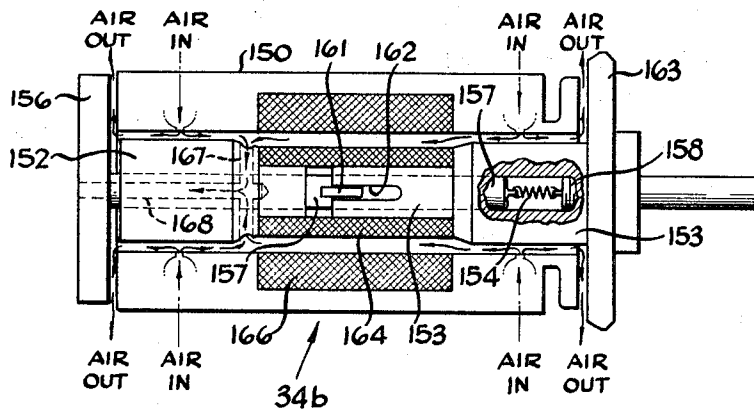 AIR OUT
AIR IN
150
161
162
AIR IN
AIR OUT
163
156
152
167
157
158
168
153
157
154
166
164
153
AIR OUT
AIR IN
34b
AIR IN
AIR OUT